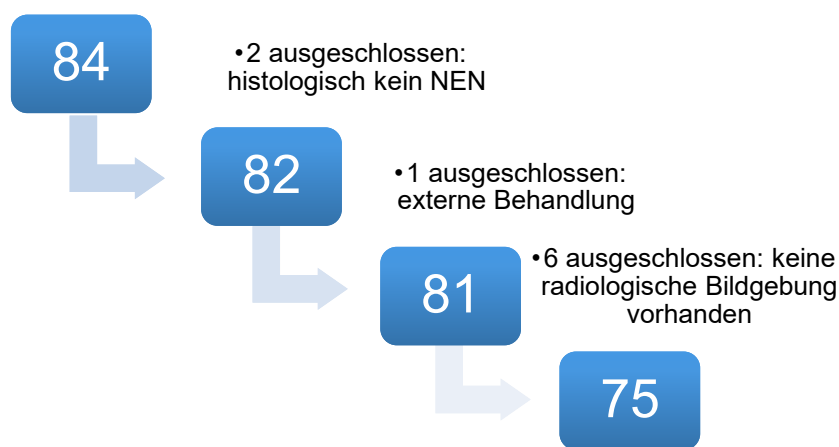 84
•2 ausgeschlossen:
histologisch kein NEN
82
•1 ausgeschlossen:
externe Behandlung
81
•6 ausgeschlossen: keine
radiologische Bildgebung
vorhanden
75